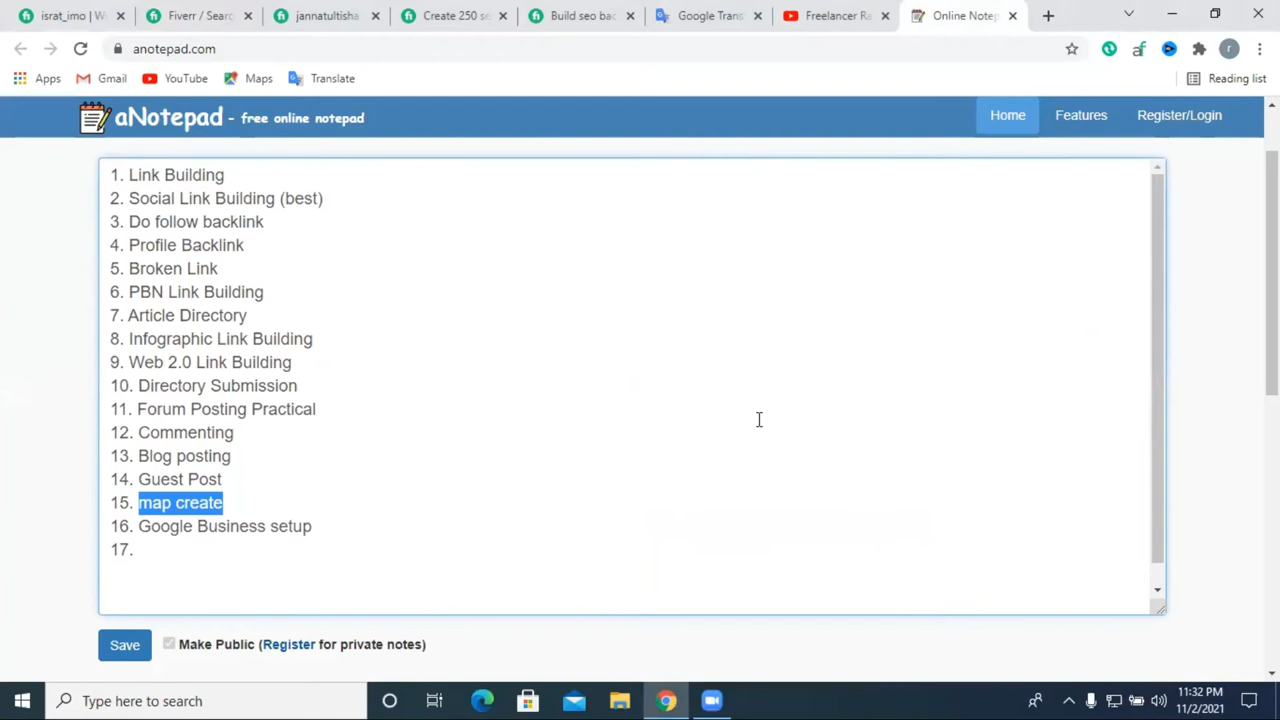 israt_imo | W
Fiverr / Searc
jannatultisha
Create 250 se
Build seo bac
Google Trans
Freelancer Ra
Online Notep
anotepad.com
r
Apps
Gmail
YouTube
Maps
Translate
Reading list
aNotepad - free online notepad
Home
Features
Register/Login
1. Link Building
2. Social Link Building (best)
3. Do follow backlink
4. Profile Backlink
5. Broken Link
6. PBN Link Building
7. Article Directory
8. Infographic Link Building
9. Web 2.0 Link Building
10. Directory Submission
11. Forum Posting Practical
12. Commenting
13. Blog posting
14. Guest Post
15. map create
16. Google Business setup
17.
Save
Make Public (Register for private notes)
Type here to search
11:32 PM
11/2/2021